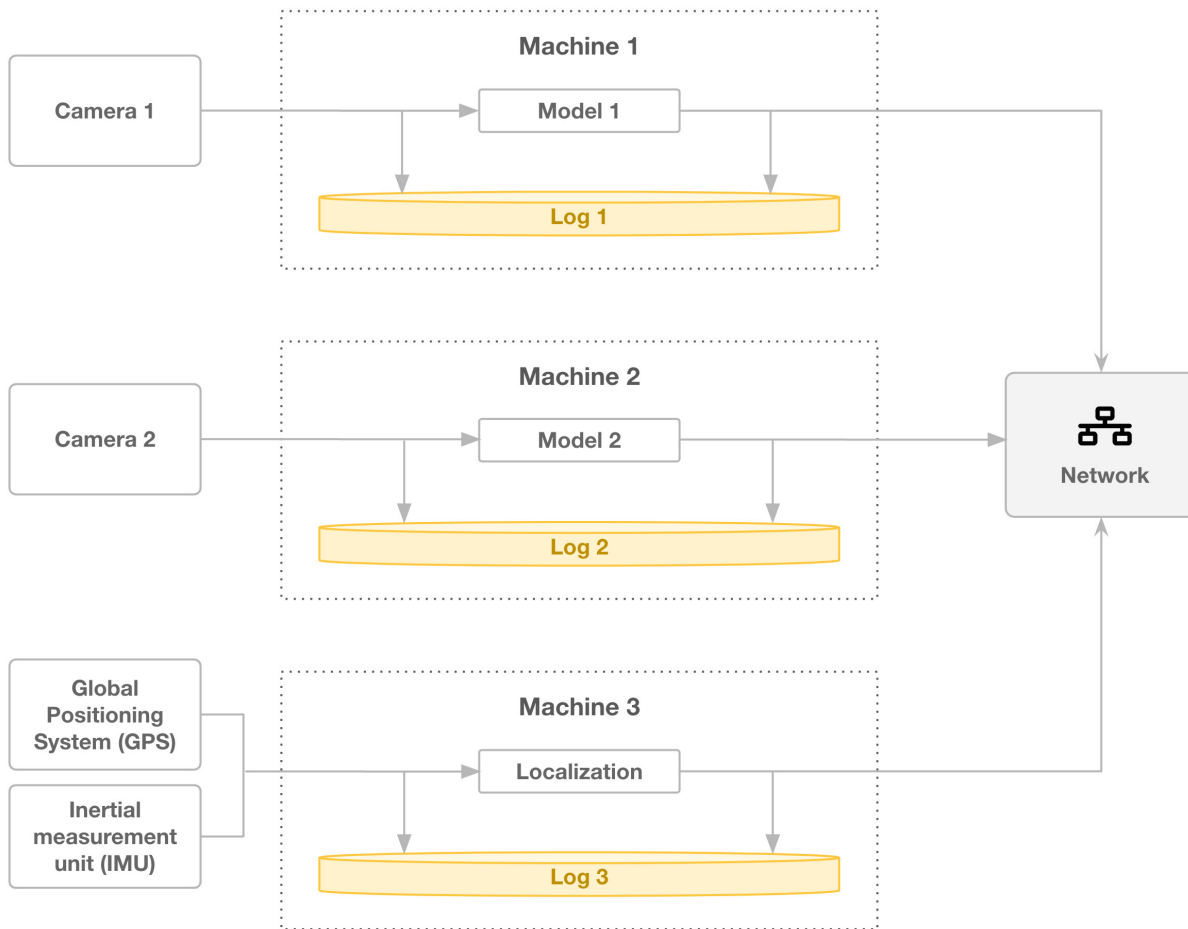 Machine 1
Camera 1
Model 1
Log 1
Machine 2
Camera 2
Model 2
Log 2
Network
Global
Positioning
System (GPS)
Machine 3
Localization
Inertial
measurement
unit (IMU)
Log 3